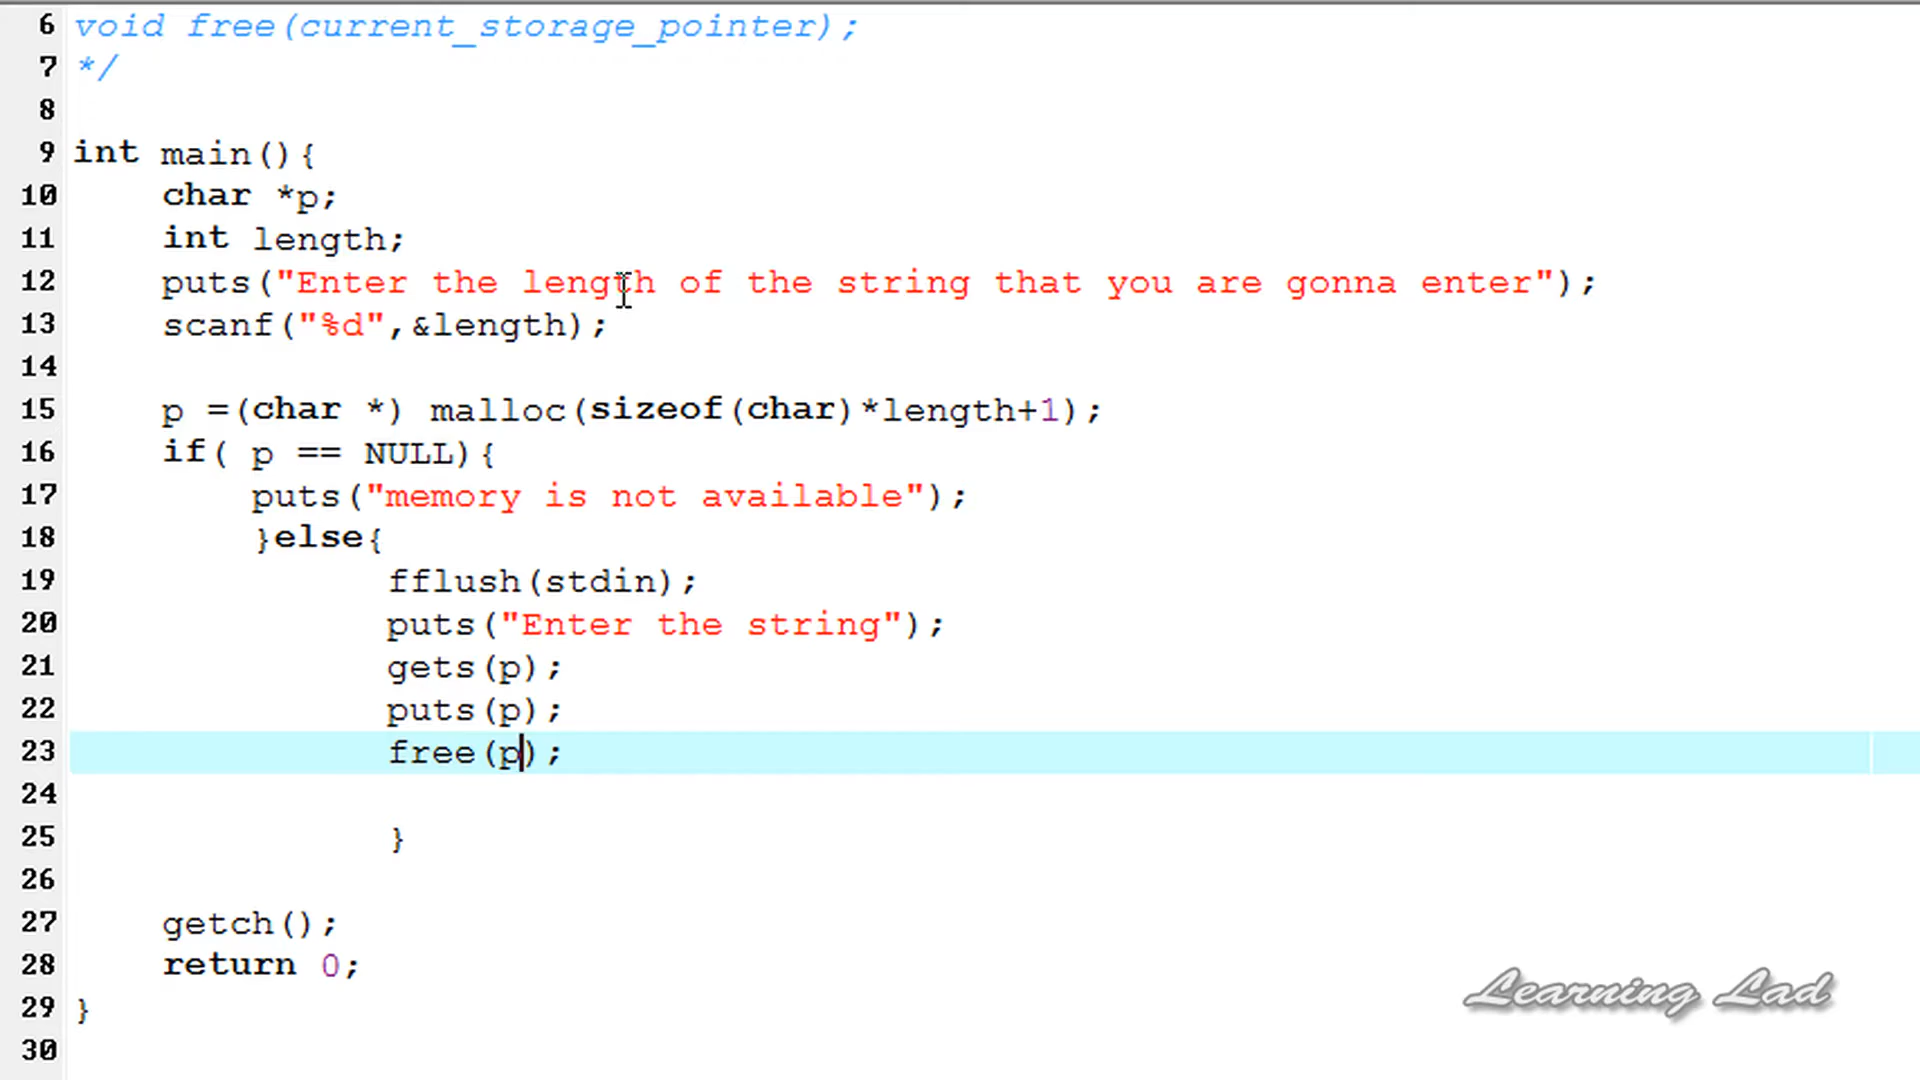 6 void free(current_storage_pointer);
7 */
8
9 int main(){
10 char *p;
11 int length;
12 puts("Enter the length of the string that you are gonna enter");
13 scanf("%d",&length);
14
15 p =(char *) malloc(sizeof(char)*length+1);
16 if( p == NULL){
17 puts("memory is not available");
18 }else{
19 fflush(stdin);
20 puts("Enter the string");
21 gets(p);
22 puts(p);
23 free(p);
24
25 }
26
27 getch();
28 return 0;
29 }
30
Learning Lad